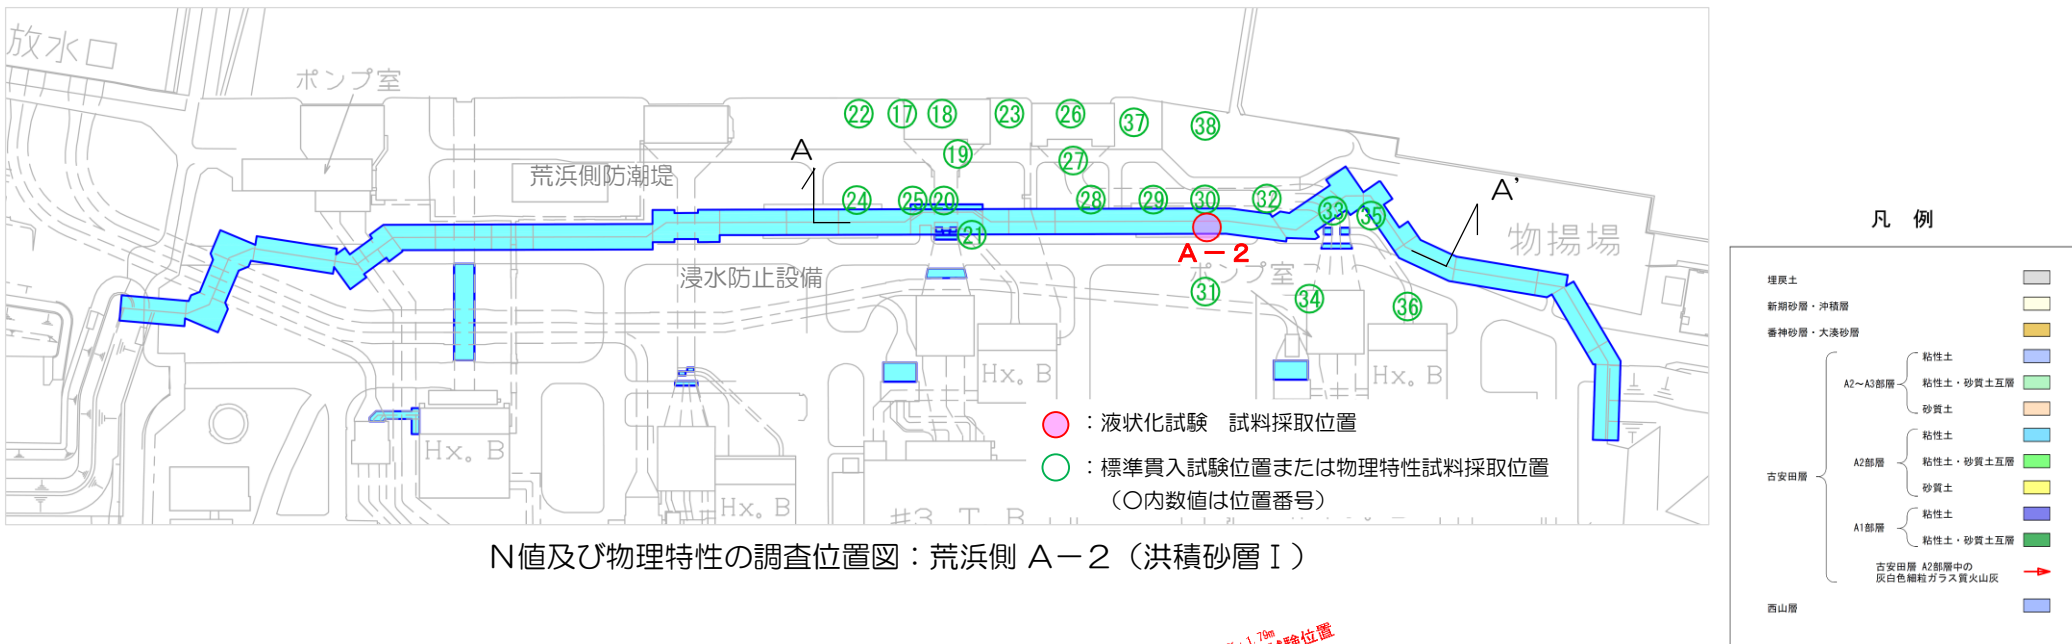 放水口
ポンプ室
22
17
18
23
26
37
38
19
27
A
荒浜側防潮堤
24
25
20
28
29
30
32
33
35
A’
21
A－2
物揚場
浸水防止設備
ポンプ室
31
34
36
Hx。B
Hx。B
Hx。B
Hx。B
#3 T B
：液状化試験　試料採取位置
：標準貫入試験位置または物理特性試料採取位置
（○内数値は位置番号）
N値及び物理特性の調査位置図：荒浜側 A－2（洪積砂層Ⅰ）
凡 例
埋戻土
新期砂層・沖積層
番神砂層・大湊砂層
古安田層
A2～A3部層
粘性土
粘性土・砂質土互層
砂質土
A2部層
粘性土
粘性土・砂質土互層
砂質土
A1部層
粘性土
粘性土・砂質土互層
古安田層 A2部層中の
灰白色細粒ガラス質火山灰
西山層
1.79m
試験位置